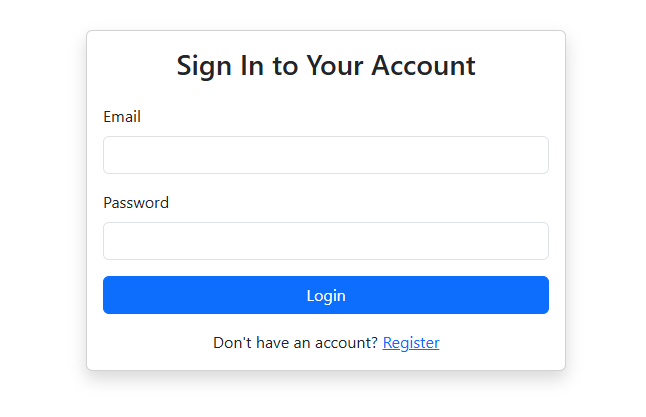 Sign In to Your Account
Email
Password
Login
Don't have an account? Register